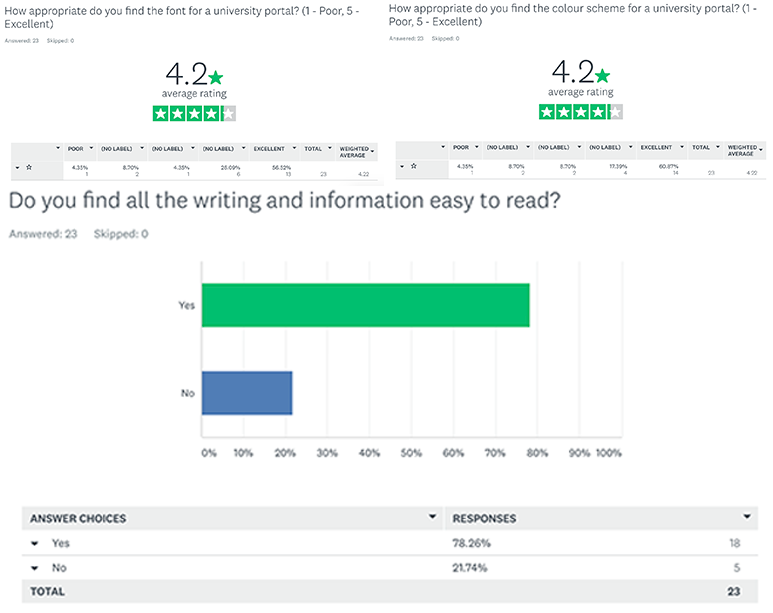 How appropriate do you find the font for a university portal? (1 - Poor, 5 -
Excellent)
Answered: 23 Skipped: 0
4.2
average rating
POOR (NO LABEL) (NO LABEL) (NO LABEL) EXCELLENT TOTAL WEIGHTED
AVERAGE
4.35% 8.70% 4.35% 26.09% 56.52%
1 2 1 6 13 23 4.22
How appropriate do you find the colour scheme for a university portal? (1 -
Poor, 5 - Excellent)
Answered: 23 Skipped: 0
4.2
average rating
POOR (NO LABEL) (NO LABEL) (NO LABEL) EXCELLENT TOTAL WEIGHTED
AVERAGE
4.35% 8.70% 8.70% 17.39% 60.87%
1 2 2 4 14 23 4.22
Do you find all the writing and information easy to read?
Answered: 23 Skipped: 0
Yes
No
0% 10% 20% 30% 40% 50% 60% 70% 80% 90% 100%
ANSWER CHOICES RESPONSES
Yes 78.26% 18
No 21.74% 5
TOTAL 23